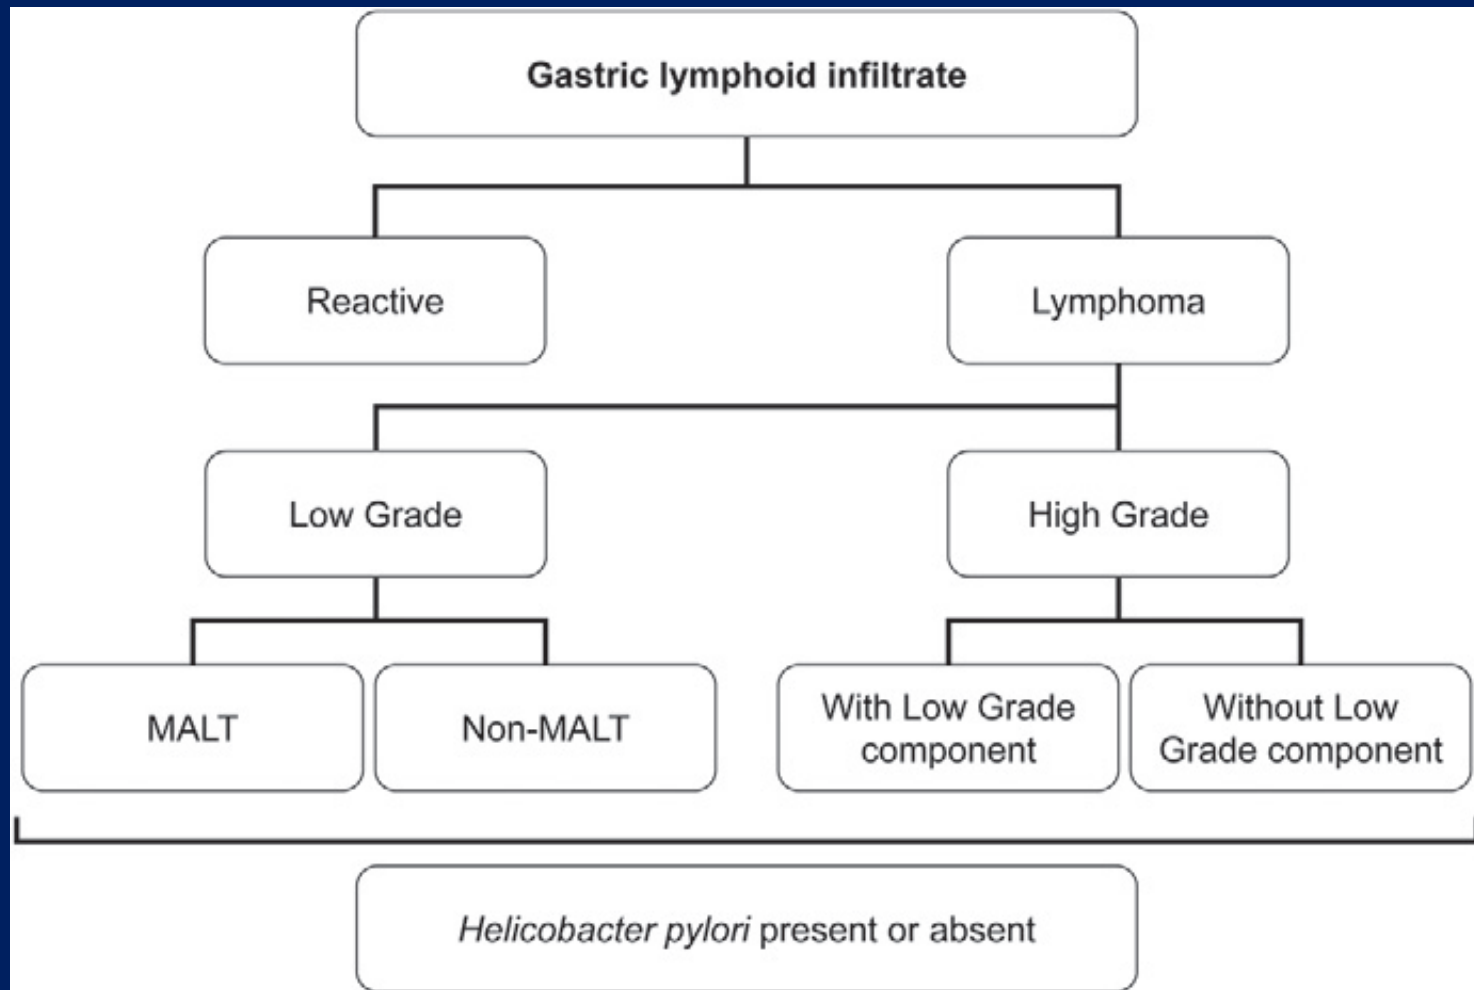 Gastric lymphoid infiltrate
Reactive
Lymphoma
Low Grade
High Grade
MALT
Non-MALT
With Low Grade
component
Without Low
Grade component
Helicobacter pylori present or absent